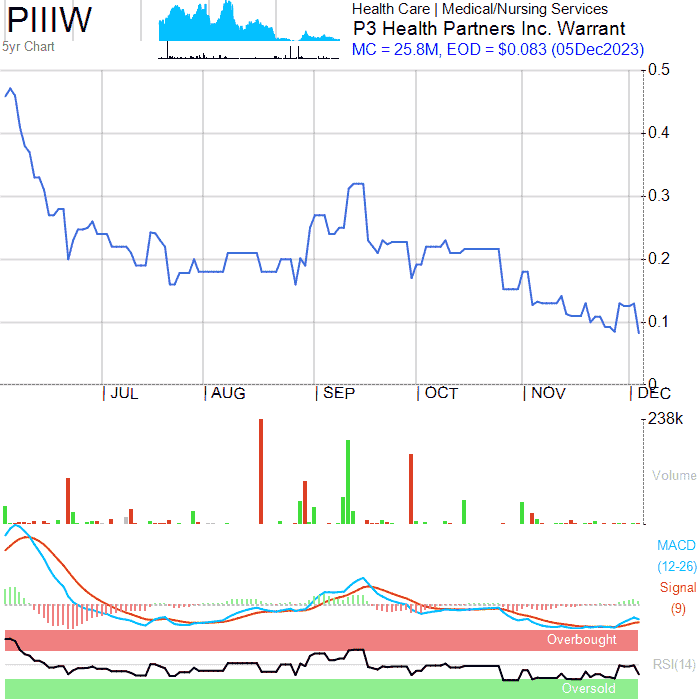 PIIIW
5yr Chart
Health Care | Medical/Nursing Services
P3 Health Partners Inc. Warrant
MC = 25.8M, EOD = $0.083 (05Dec2023)
0.5
0.4
0.3
0.2
0.1
0
JUL AUG SEP OCT NOV DEC
238k
Volume
MACD
(12-26)
Signal
(9)
Overbought
RSI(14)
Oversold